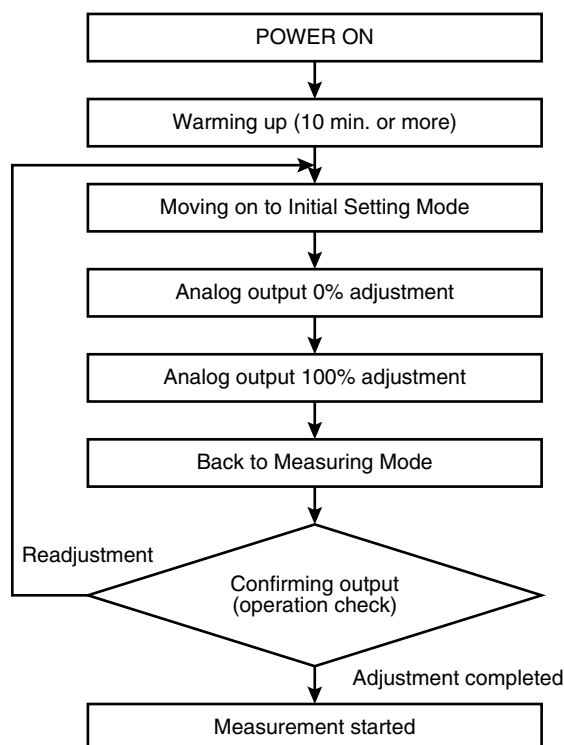 POWER ON
Warming up (10 min. or more)
Moving on to Initial Setting Mode
Analog output 0% adjustment
Analog output 100% adjustment
Back to Measuring Mode
Readjustment
Confirming output
(operation check)
Adjustment completed
Measurement started